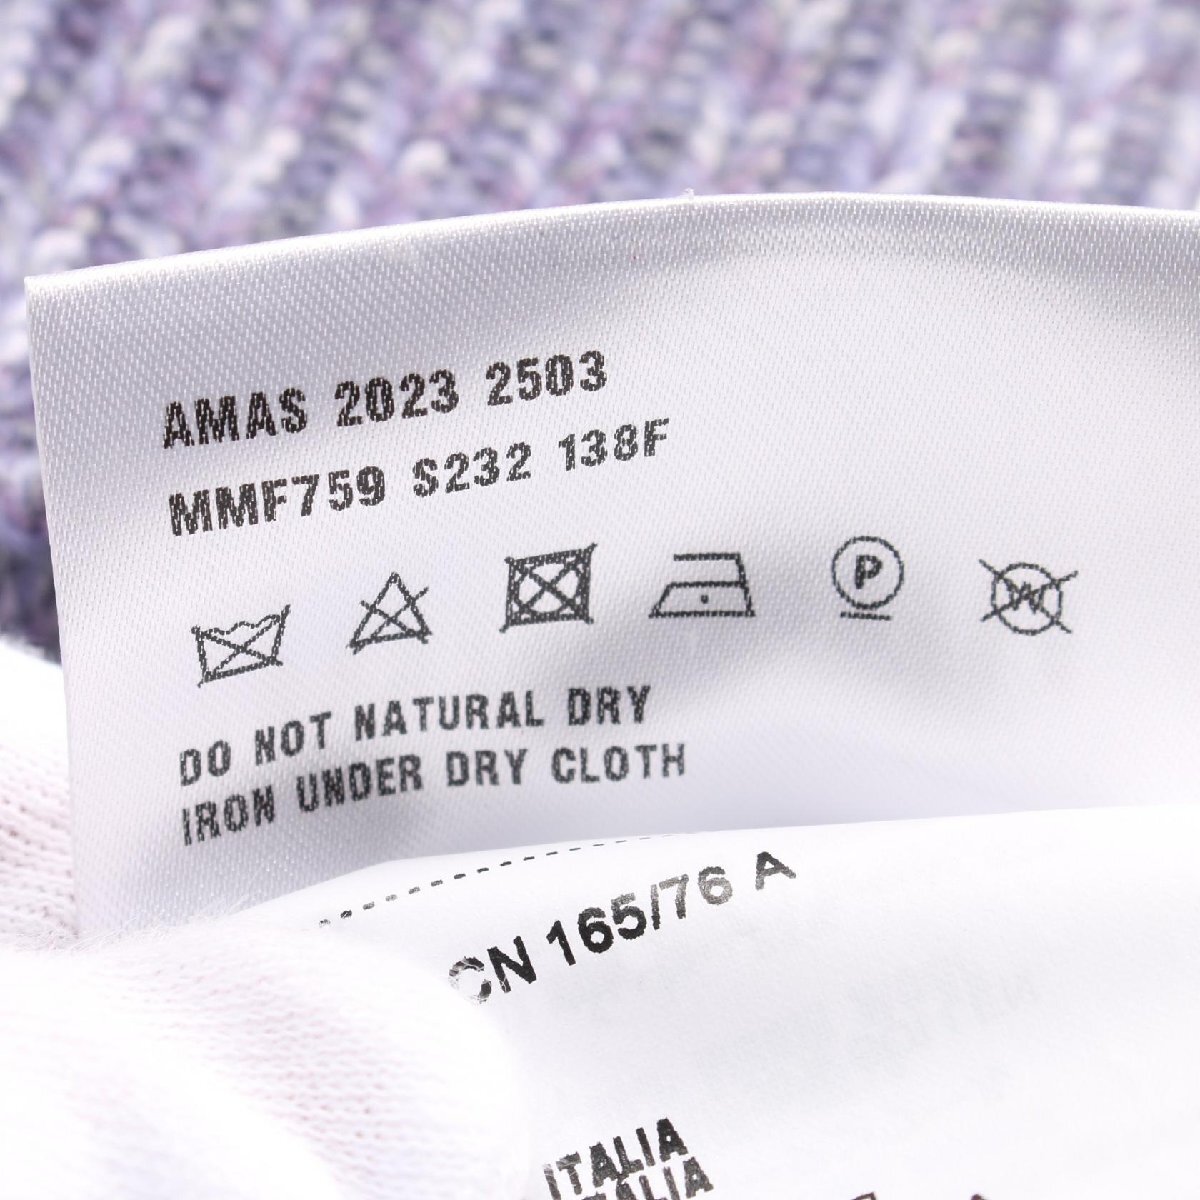 AMAS 2023 2503
MMF759 S232 138F
P W
DO NOT NATURAL DRY
IRON UNDER DRY CLOTH
CN 165/76 A
ITALIA